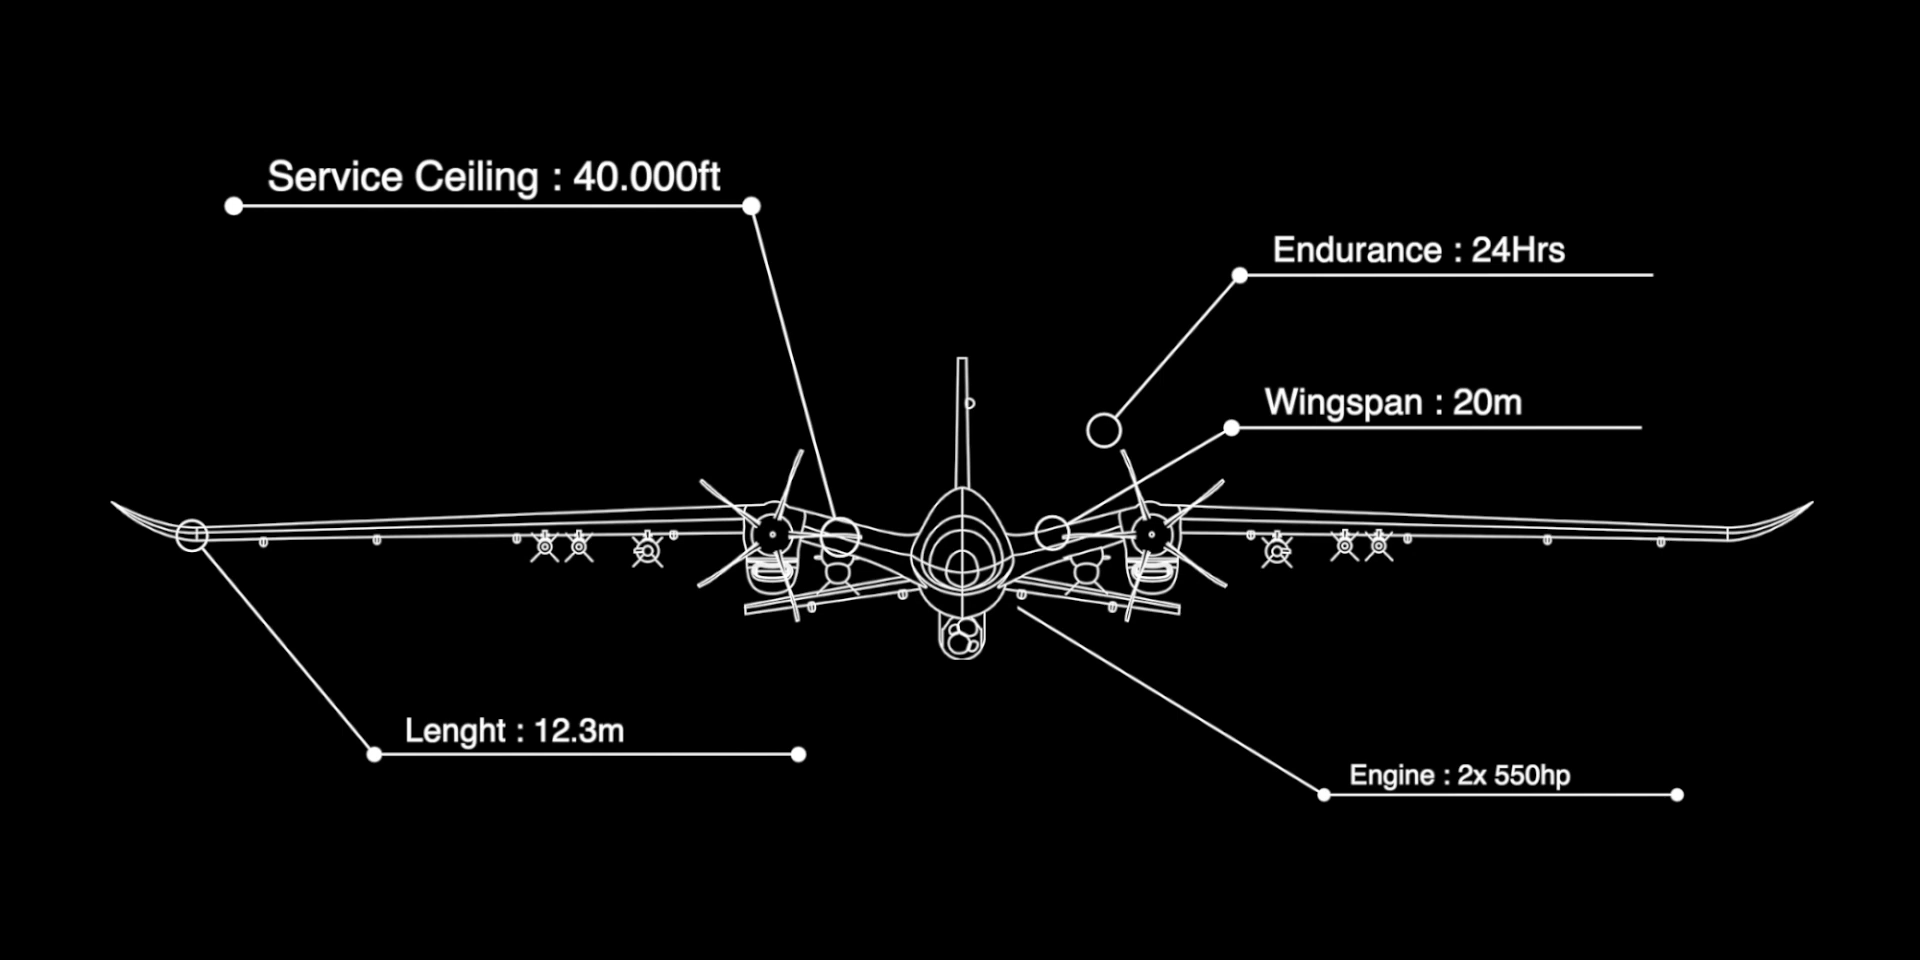 Service Ceiling : 40.000ft
Endurance : 24Hrs
Wingspan : 20m
Lenght : 12.3m
Engine : 2x 550hp